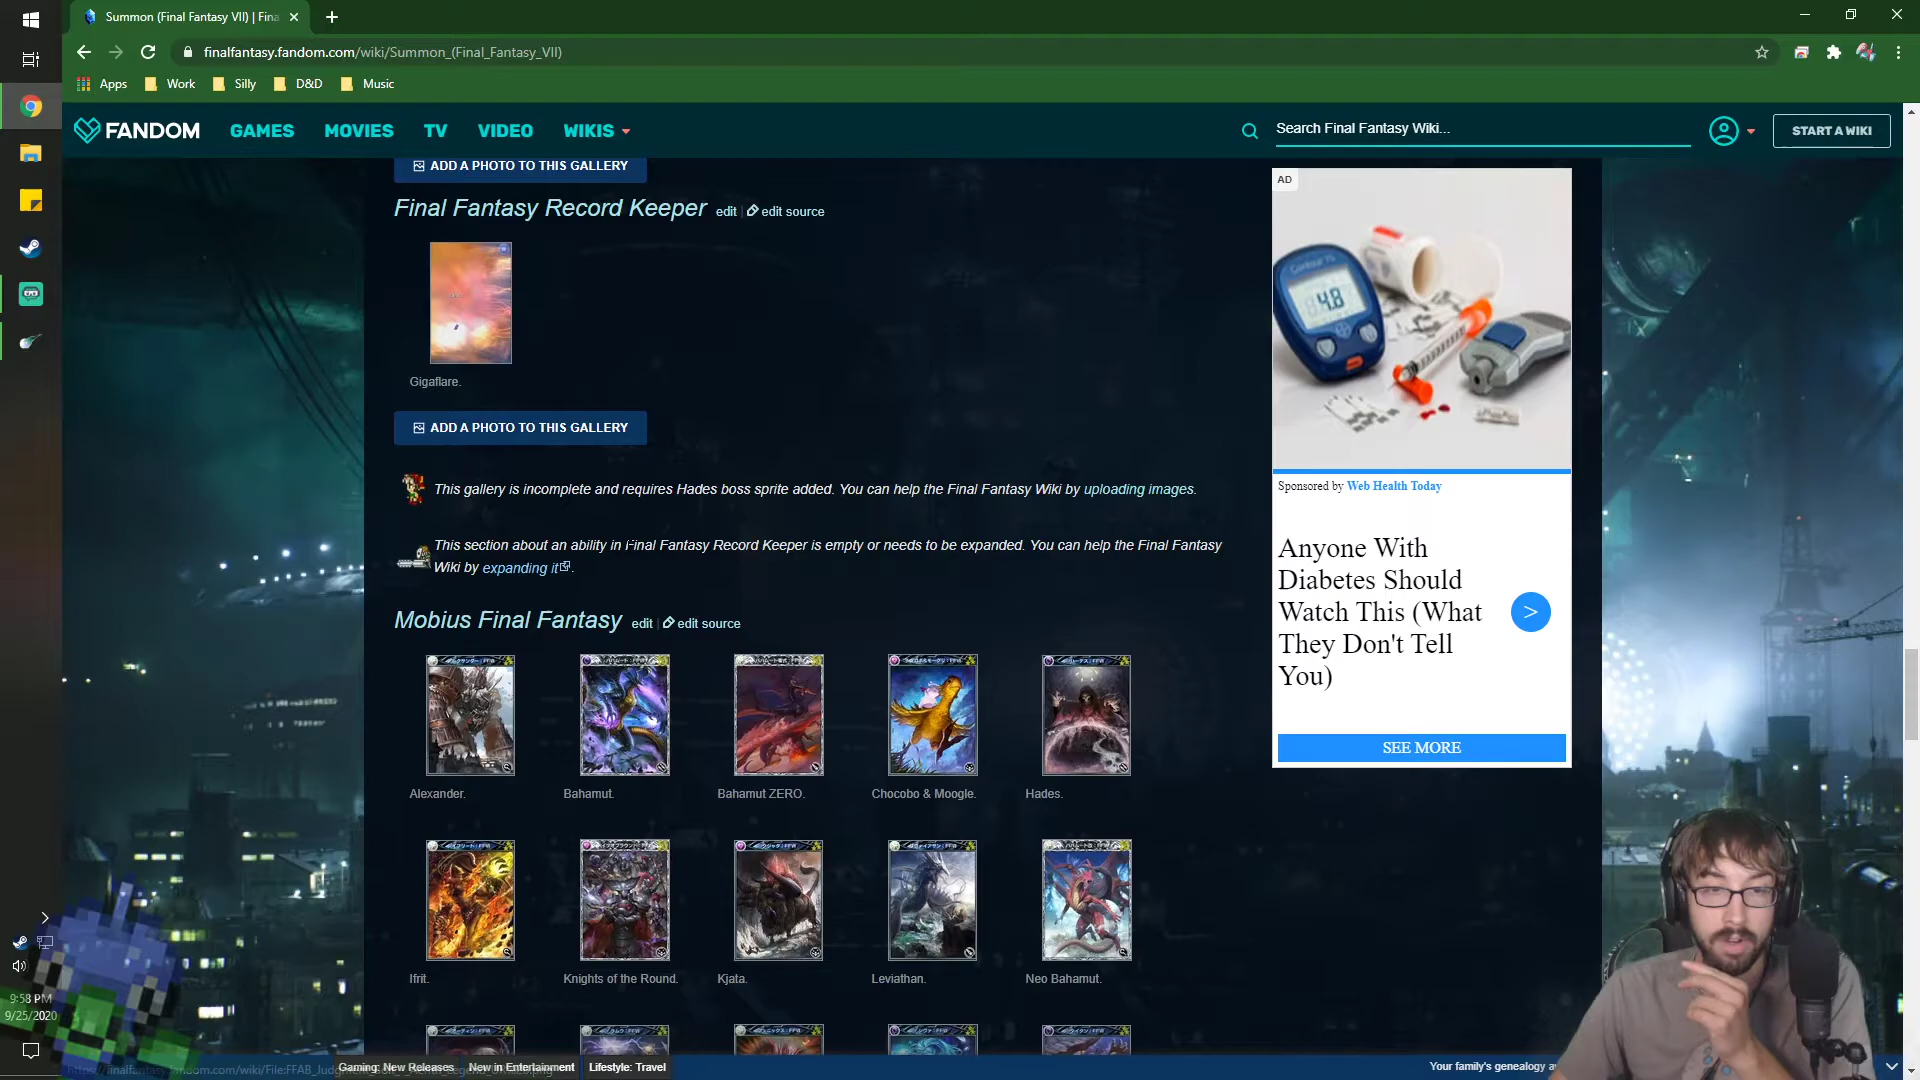 Summon (Final Fantasy VII) | Fina
finalfantasy.fandom.com/wiki/Summon_(Final_Fantasy_VII)
Apps
Work
Silly
D&D
Music
FANDOM
GAMES
MOVIES
TV
VIDEO
WIKIS
Search Final Fantasy Wiki...
START A WIKI
ADD A PHOTO TO THIS GALLERY
Final Fantasy Record Keeper edit | edit source
Gigaflare.
ADD A PHOTO TO THIS GALLERY
This gallery is incomplete and requires Hades boss sprite added. You can help the Final Fantasy Wiki by uploading images.
This section about an ability in Final Fantasy Record Keeper is empty or needs to be expanded. You can help the Final Fantasy
Wiki by expanding it.
Mobius Final Fantasy edit | edit source
Alexander.
Bahamut.
Bahamut ZERO.
Chocobo & Moogle.
Hades.
Ifrit.
Knights of the Round.
Kjata.
Leviathan.
Neo Bahamut.
AD
Contour TS
4.8
Sponsored by Web Health Today
Anyone With
Diabetes Should
Watch This (What
They Don't Tell
You)
>
SEE MORE
9:58 PM
9/25/2020
Gaming: New Releases
New in Entertainment
Lifestyle: Travel
Your family's genealogy